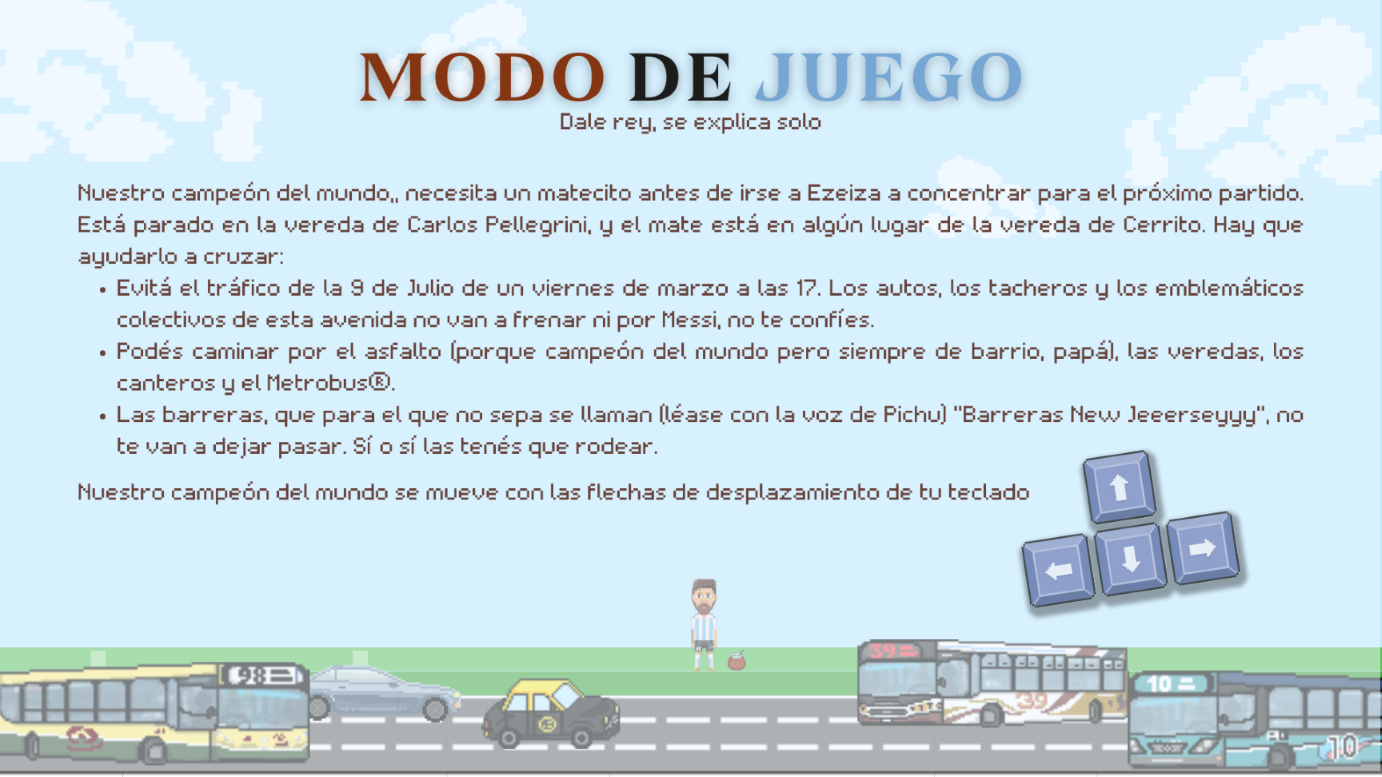 MODO DE JUEGO
Dale rey, se explica solo
Nuestro campeón del mundo,, necesita un matecito antes de irse a Ezeiza a concentrar para el próximo partido.
Está parado en la vereda de Carlos Pellegrini, y el mate está en algún lugar de la vereda de Cerrito. Hay que
ayudarlo a cruzar:
• Evitá el tráfico de la 9 de Julio de un viernes de marzo a las 17. Los autos, los tacheros y los emblemáticos
colectivos de esta avenida no van a frenar ni por Messi, no te confíes.
• Podés caminar por el asfalto (porque campeón del mundo pero siempre de barrio, papá), las veredas, los
canteros y el Metrobus®.
• Las barreras, que para el que no sepa se llaman (léase con la voz de Pichu) "Barreras New Jeeerseyyy", no
te van a dejar pasar. Sí o sí las tenés que rodear.
Nuestro campeón del mundo se mueve con las flechas de desplazamiento de tu teclado
98
39
39
10
10